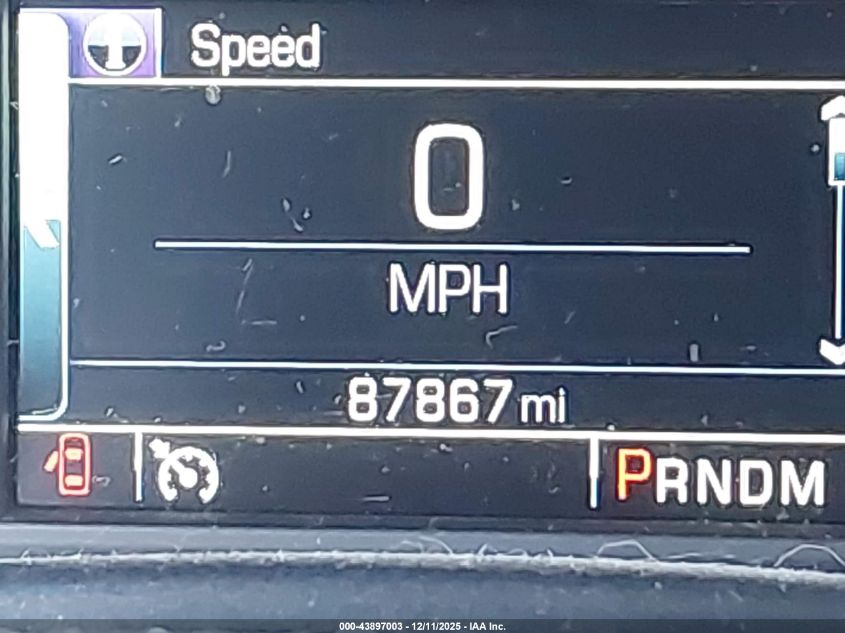 Speed
0
MPH
87867 mi
PRNDM
000-43897003 - 12/11/2025 - IAA Inc.